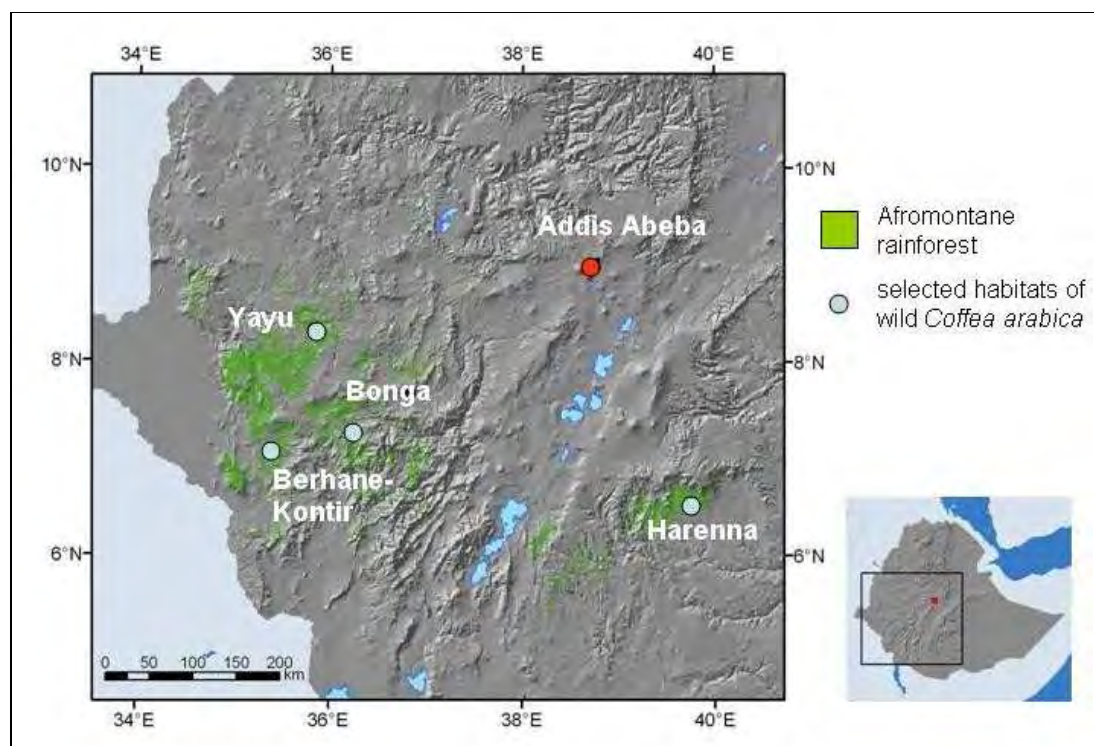 34°E 36°E 38°E 40°E
10°N
10°N
Addis Abeba
Afromontane
rainforest
selected habitats of
wild Coffea arabica
Yayu
8°N
8°N
Bonga
Berhane-
Kontir
Harenna
6°N
6°N
0 25 50 100 150 200
km
34°E 36°E 38°E 40°E